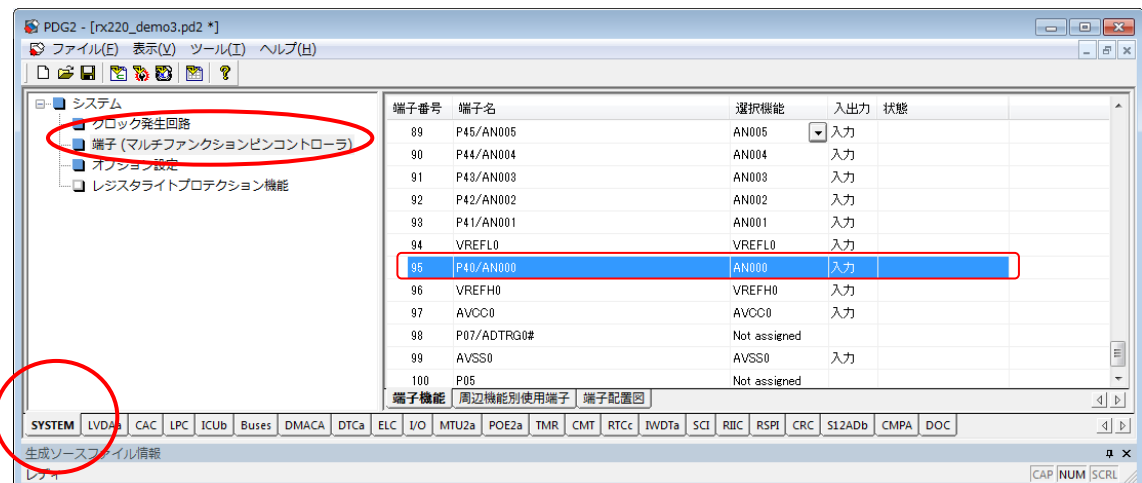 PDG2 - [rx220_demo3.pd2 *]
ファイル(F) 表示(V) ツール(T) ヘルプ(H)
システム
クロック発生回路
端子 (マルチファンクションピンコントローラ)
オプション設定
レジスタライトプロテクション機能
端子番号 端子名 選択機能 入出力 状態
89 P45/AN005 AN005 入力
90 P44/AN004 AN004 入力
91 P43/AN003 AN003 入力
92 P42/AN002 AN002 入力
93 P41/AN001 AN001 入力
94 VREFL0 VREFL0 入力
95 P40/AN000 AN000 入力
96 VREFH0 VREFH0 入力
97 AVCC0 AVCC0 入力
98 P07/ADTRG0# Not assigned
99 AVSS0 AVSS0 入力
100 P05 Not assigned
端子機能 周辺機能別使用端子 端子配置図
SYSTEM LVDAa CAC LPC ICUb Buses DMACA DTCa ELC I/O MTU2a POE2a TMR CMT RTCc IWDTa SCI RIIC RSPI CRC S12ADb CMPA DOC
生成ソースファイル情報
レディ CAP NUM SCRL